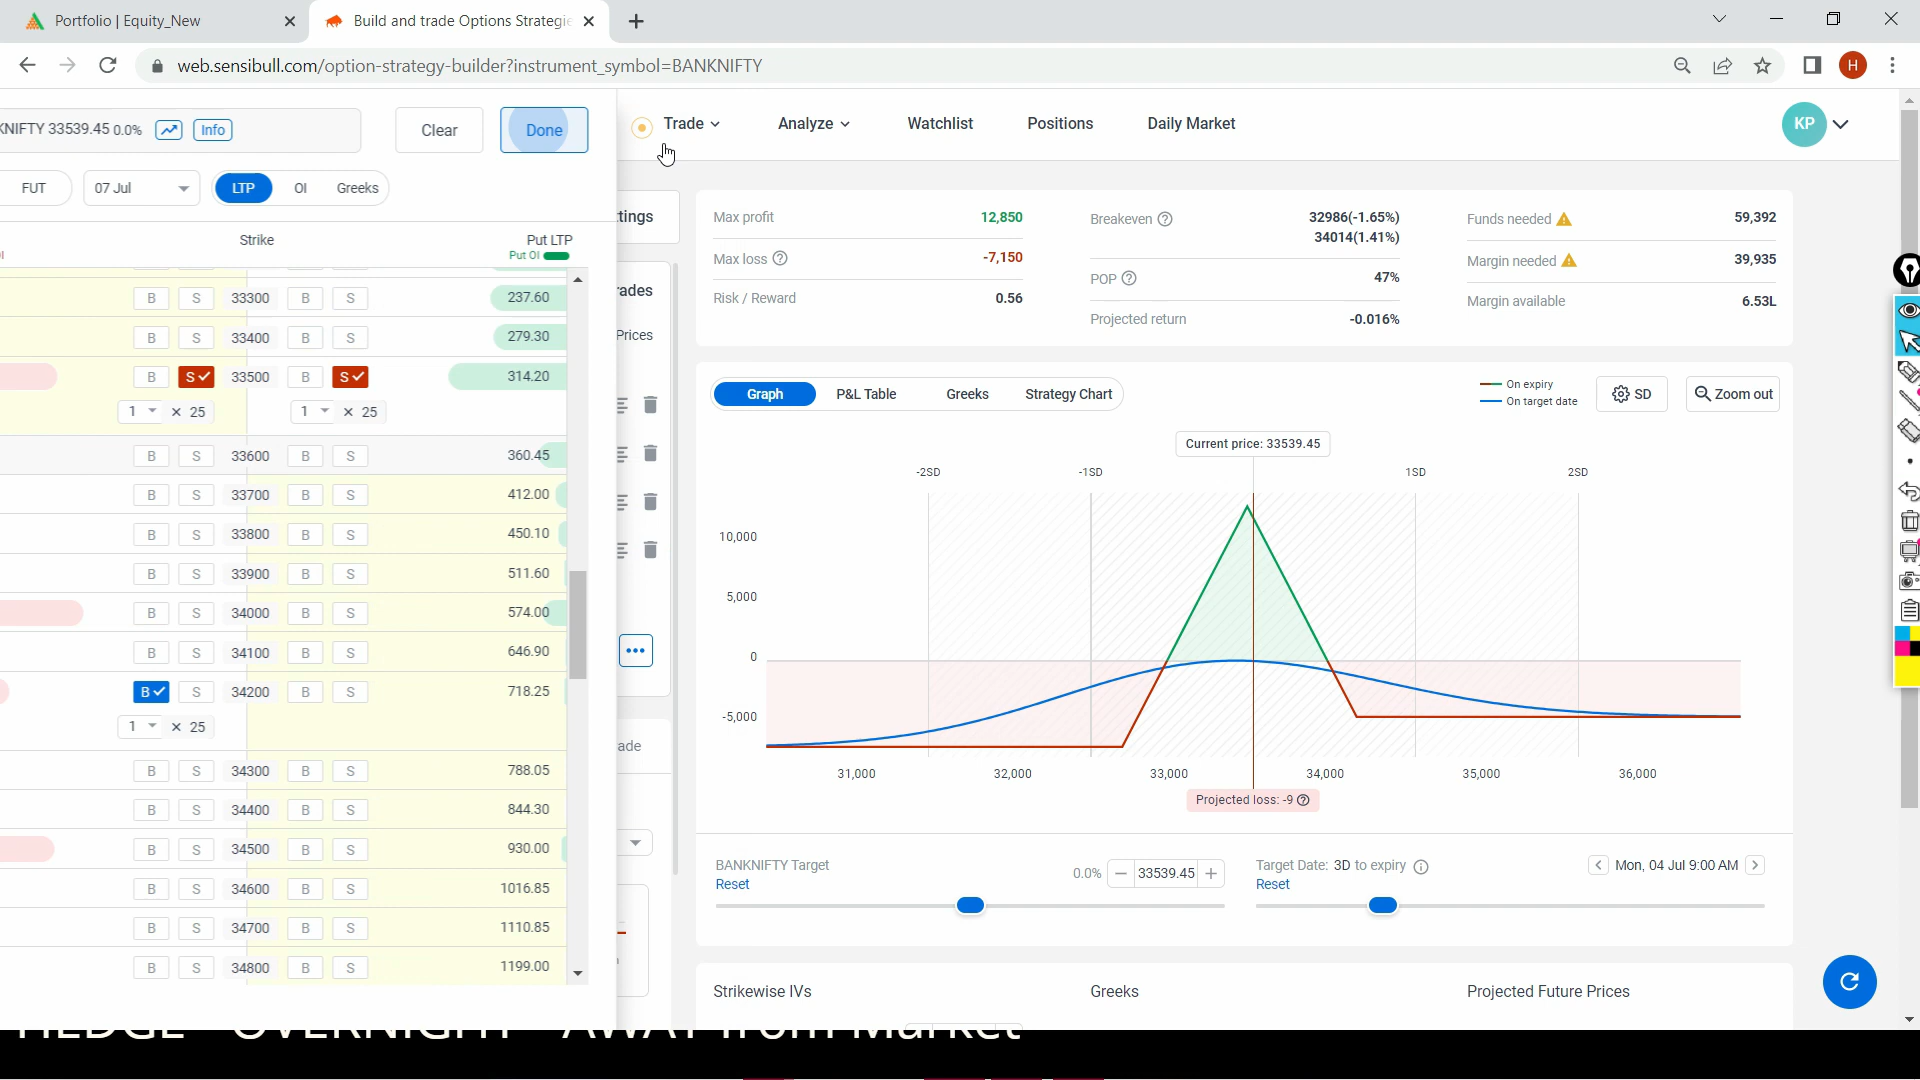 Portfolio | Equity_New
Build and trade Options Strategie
web.sensibull.com/option-strategy-builder?instrument_symbol=BANKNIFTY
KNIFTY 33539.45 0.0%
Info
Clear
Done
Trade
Analyze
Watchlist
Positions
Daily Market
KP
H
FUT
07 Jul
LTP
OI
Greeks
Strike
Put LTP
Put OI
B S 33300 B S 237.60
B S 33400 B S 279.30
B S 33500 B S 314.20
1 × 25 1 × 25
B S 33600 B S 360.45
B S 33700 B S 412.00
B S 33800 B S 450.10
B S 33900 B S 511.60
B S 34000 B S 574.00
B S 34100 B S 646.90
B S 34200 B S 718.25
1 × 25
B S 34300 B S 788.05
B S 34400 B S 844.30
B S 34500 B S 930.00
B S 34600 B S 1016.85
B S 34700 B S 1110.85
B S 34800 B S 1199.00
tings
rades
Prices
ade
Max profit 12,850
Max loss -7,150
Risk / Reward 0.56
Breakeven 32986(-1.65%)
34014(1.41%)
POP 47%
Projected return -0.016%
Funds needed 59,392
Margin needed 39,935
Margin available 6.53L
Graph
P&L Table
Greeks
Strategy Chart
On expiry
On target date
SD
Zoom out
Current price: 33539.45
-2SD -1SD 1SD 2SD
10,000
5,000
0
-5,000
31,000 32,000 33,000 34,000 35,000 36,000
Projected loss: -9
BANKNIFTY Target
Reset
0.0% − 33539.45 +
Target Date: 3D to expiry
Reset
Mon, 04 Jul 9:00 AM
Strikewise IVs
Greeks
Projected Future Prices
HEDGE - OVERNIGHT - AWAY from Market